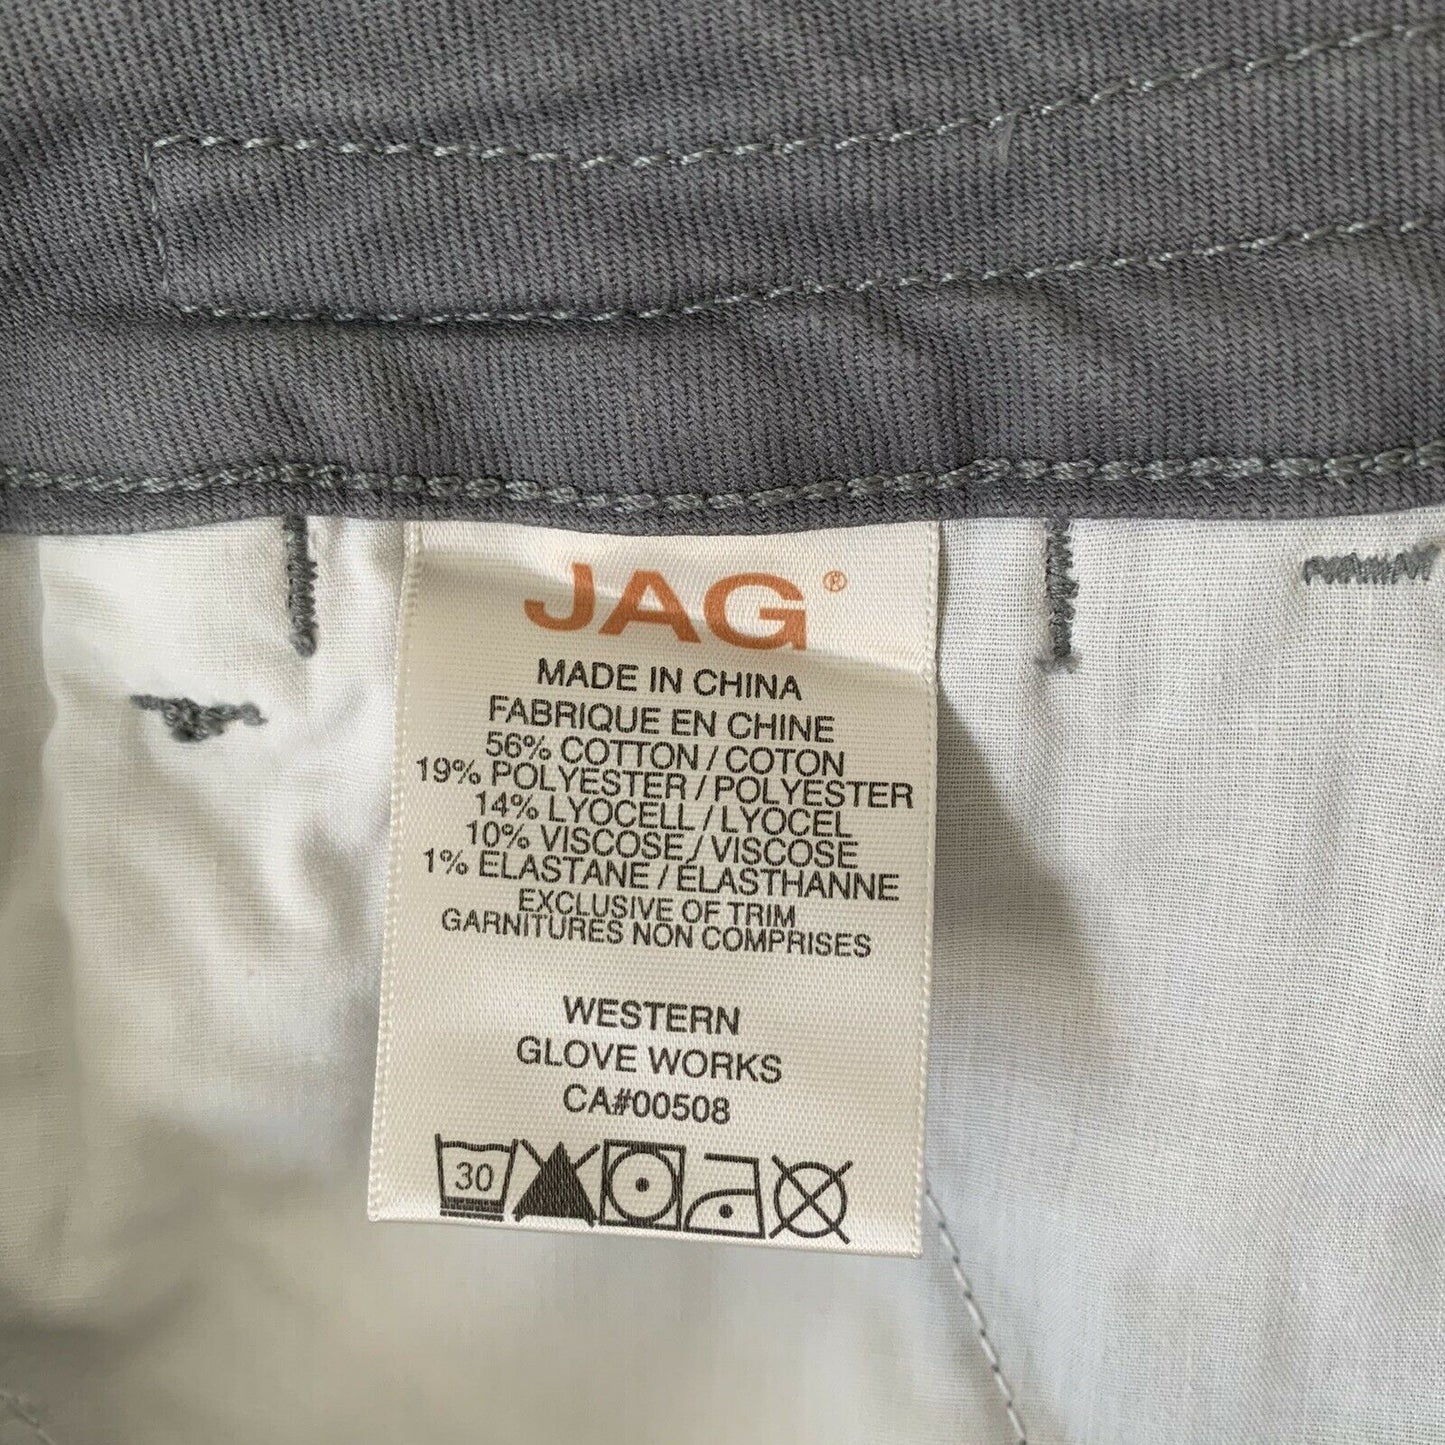 JAG®
MADE IN CHINA
FABRIQUE EN CHINE
56% COTTON / COTON
19% POLYESTER / POLYESTER
14% LYOCELL / LYOCEL
10% VISCOSE / VISCOSE
1% ELASTANE / ÉLASTHANNE
EXCLUSIVE OF TRIM
GARNITURES NON COMPRISES
WESTERN
GLOVE WORKS
CA#00508
30